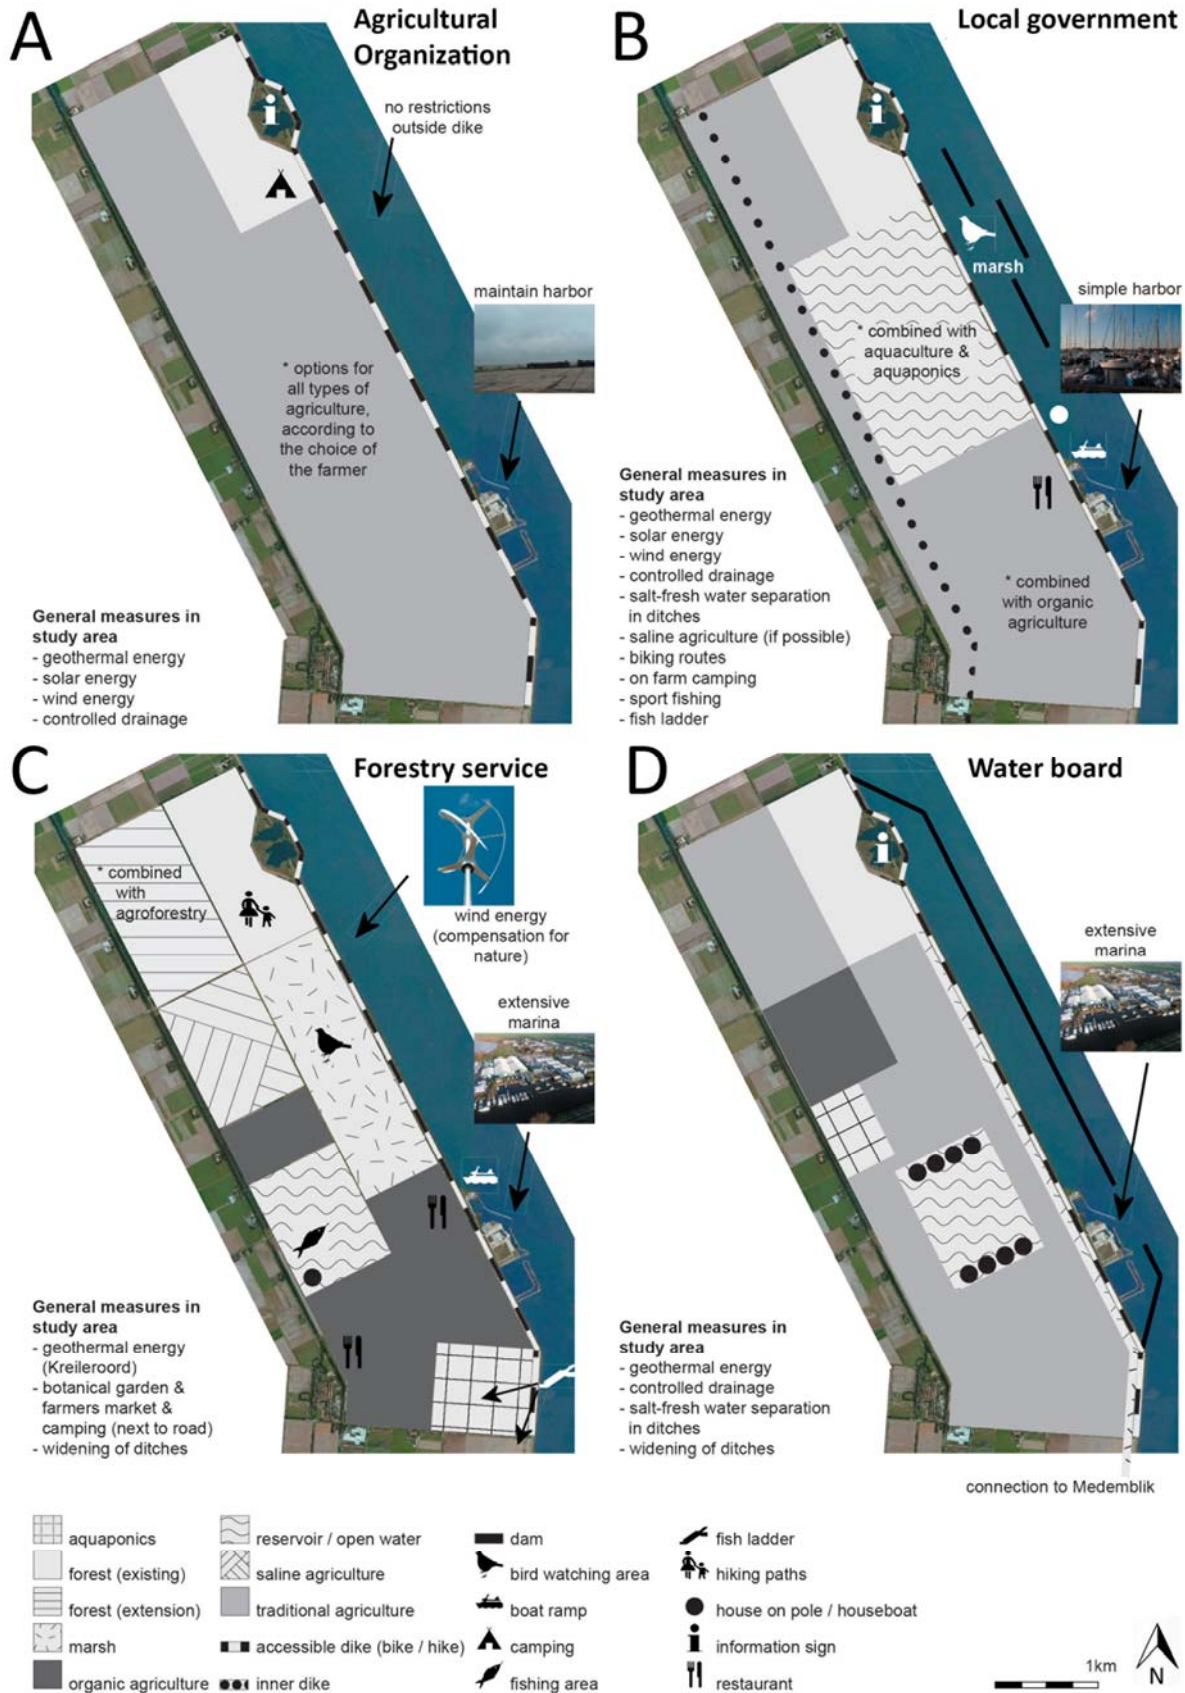 A
Agricultural
Organization
no restrictions
outside dike
i
maintain harbor
* options for
all types of
agriculture,
according to
the choice of
the farmer
General measures in
study area
- geothermal energy
- solar energy
- wind energy
- controlled drainage
B
Local government
i
marsh
simple harbor
* combined with
aquaculture &
aquaponics
General measures in
study area
- geothermal energy
- solar energy
- wind energy
- controlled drainage
- salt-fresh water separation
in ditches
- saline agriculture (if possible)
- biking routes
- on farm camping
- sport fishing
- fish ladder
* combined
with organic
agriculture
C
Forestry service
* combined
with
agroforestry
wind energy
(compensation for
nature)
extensive
marina
General measures in
study area
- geothermal energy
(Kreileroord)
- botanical garden &
farmers market &
camping (next to road)
- widening of ditches
D
Water board
i
extensive
marina
General measures in
study area
- geothermal energy
- controlled drainage
- salt-fresh water separation
in ditches
- widening of ditches
connection to Medemblik
aquaponics
forest (existing)
forest (extension)
marsh
organic agriculture
reservoir / open water
saline agriculture
traditional agriculture
accessible dike (bike / hike)
inner dike
dam
bird watching area
boat ramp
camping
fishing area
fish ladder
hiking paths
house on pole / houseboat
i information sign
restaurant
1km
N